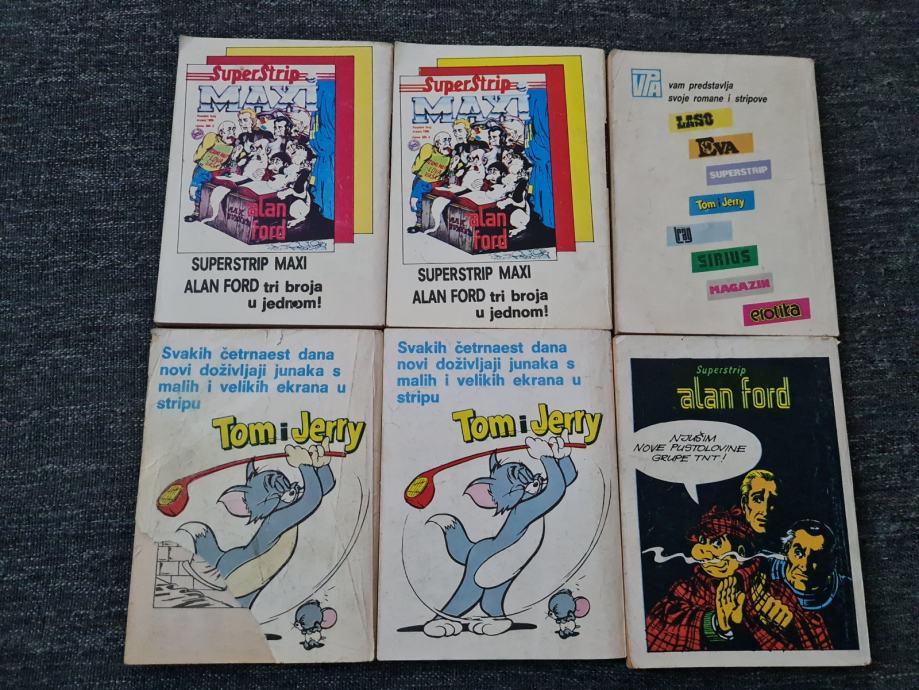 SuperStrip
MAXI
alan
ford
SUPERSTRIP MAXI
ALAN FORD tri broja
u jednom!
SuperStrip
MAXI
alan
ford
SUPERSTRIP MAXI
ALAN FORD tri broja
u jednom!
vam predstavlja
svoje romane i stripove
LASO
EVA
SUPERSTRIP
Tom i Jerry
trag
SIRIUS
MAGAZIN
erotika
Svakih četrnaest dana
novi doživljaji junaka s
malih i velikih ekrana u
stripu
Tom i Jerry
Svakih četrnaest dana
novi doživljaji junaka s
malih i velikih ekrana u
stripu
Tom i Jerry
Superstrip
alan ford
NJUŠIM
NOVE PUSTOLOVINE
GRUPE TNT!